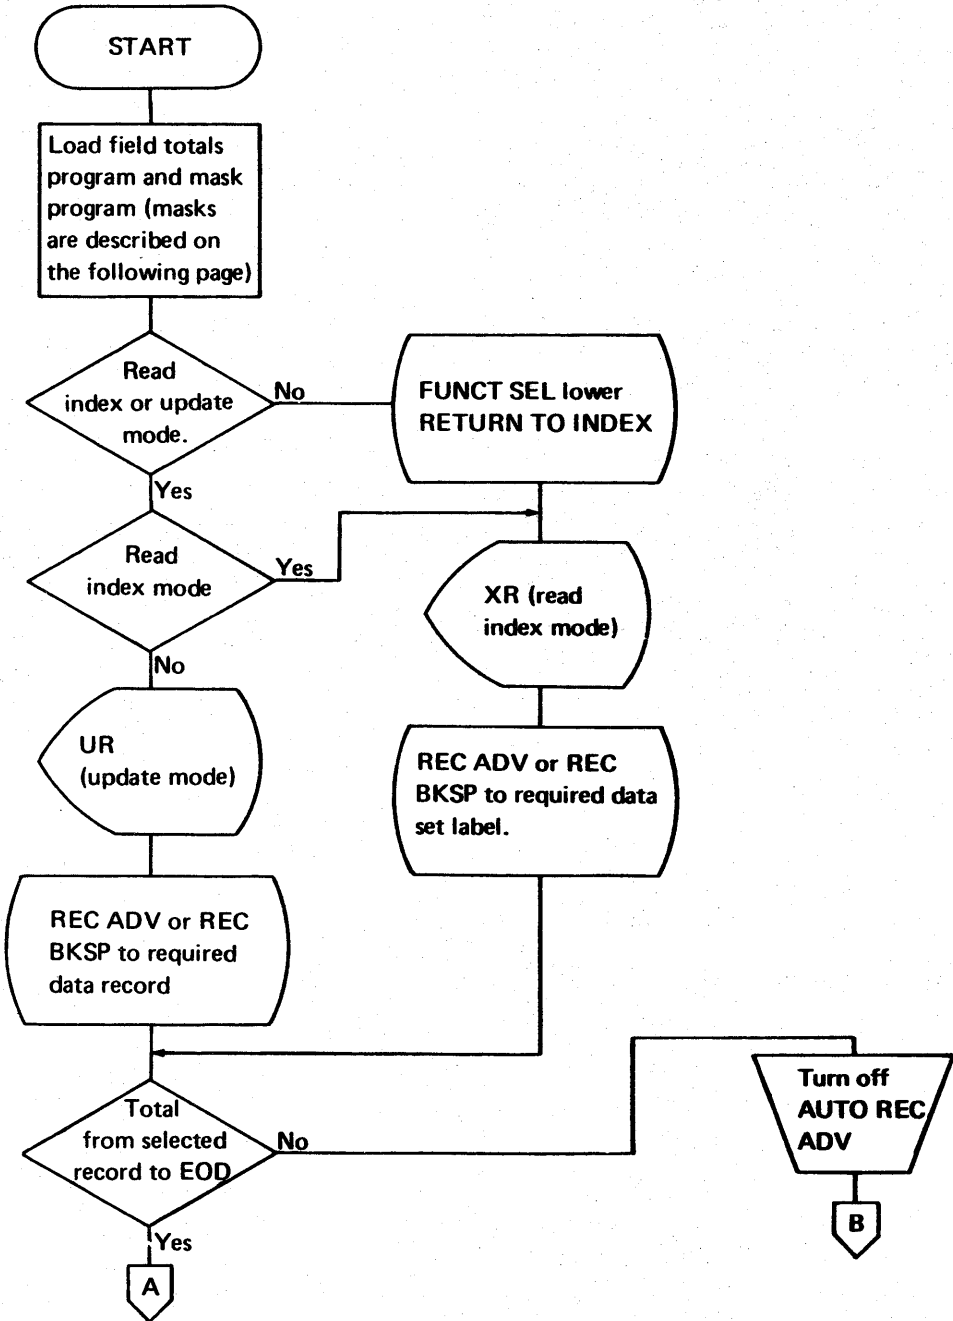 START
Load field totals
program and mask
program (masks
are described on
the following page)
Read
index or update
mode.
No
FUNCT SEL lower
RETURN TO INDEX
Yes
Read
index mode
Yes
XR (read
index mode)
No
UR
(update mode)
REC ADV or REC
BKSP to required data
set label.
REC ADV or REC
BKSP to required
data record
Total
from selected
record to EOD
No
Turn off
AUTO REC
ADV
B
Yes
A